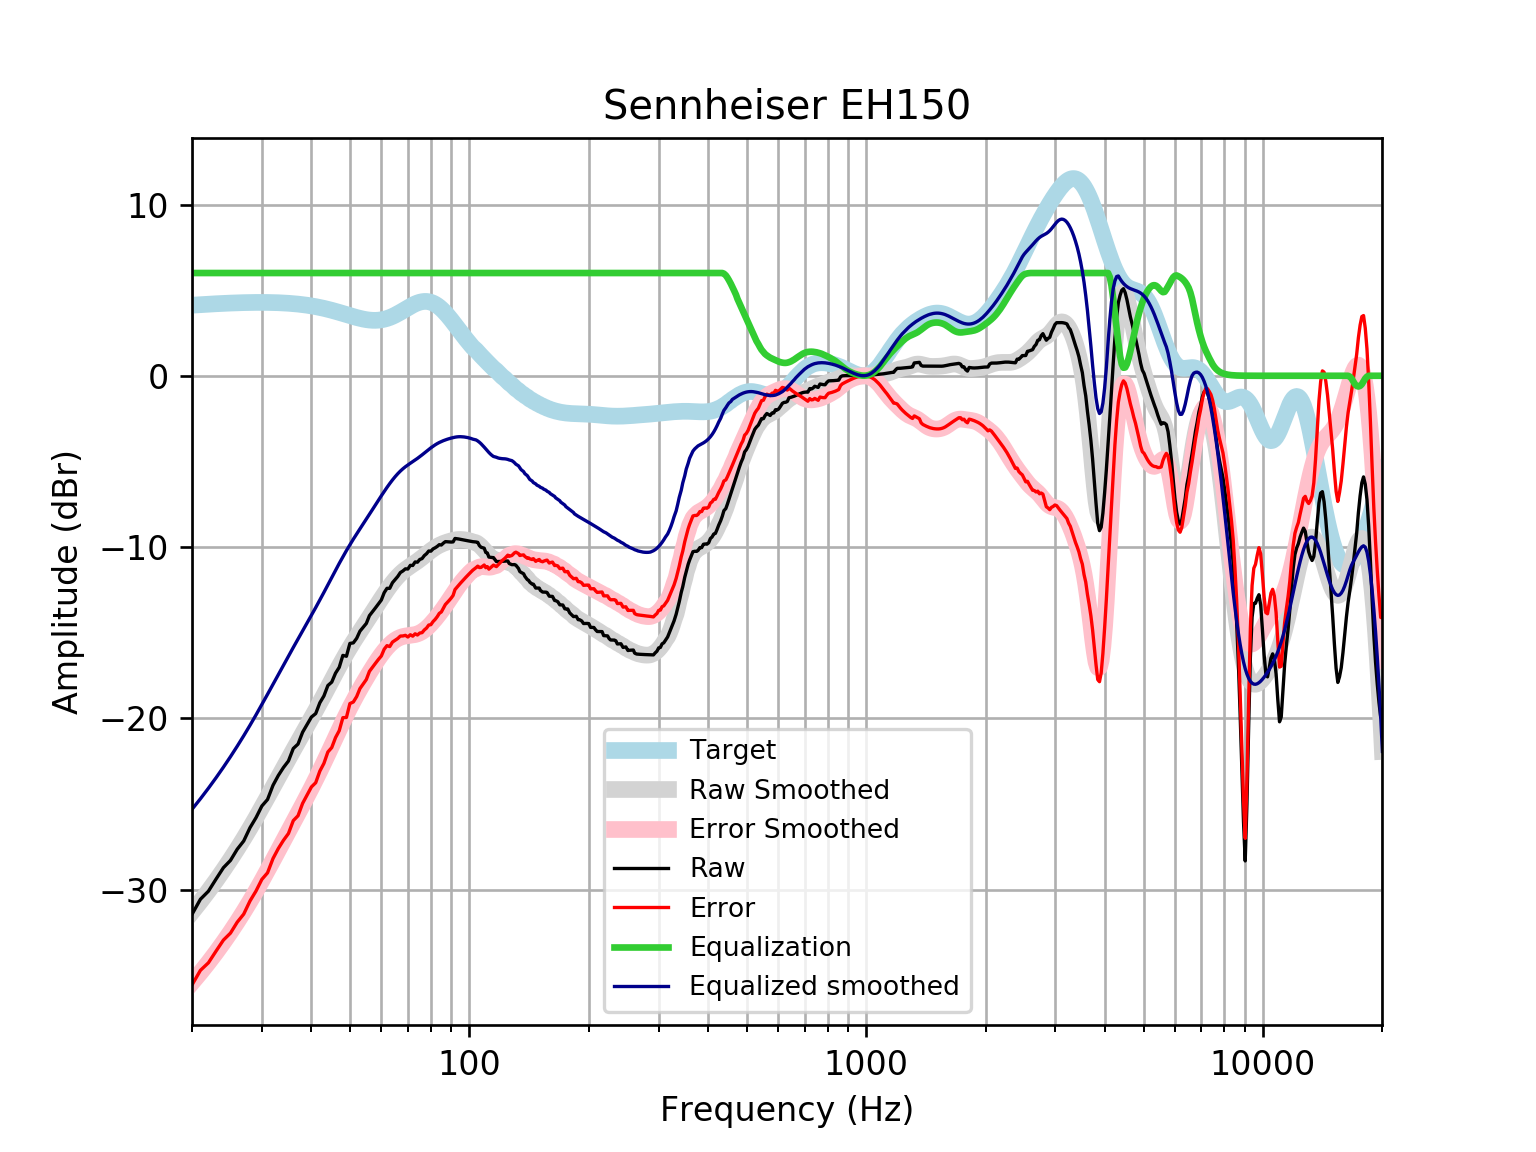 Sennheiser EH150
10
0
−10
−20
−30
Amplitude (dBr)
Target
Raw Smoothed
Error Smoothed
Raw
Error
Equalization
Equalized smoothed
100 1000 10000
Frequency (Hz)